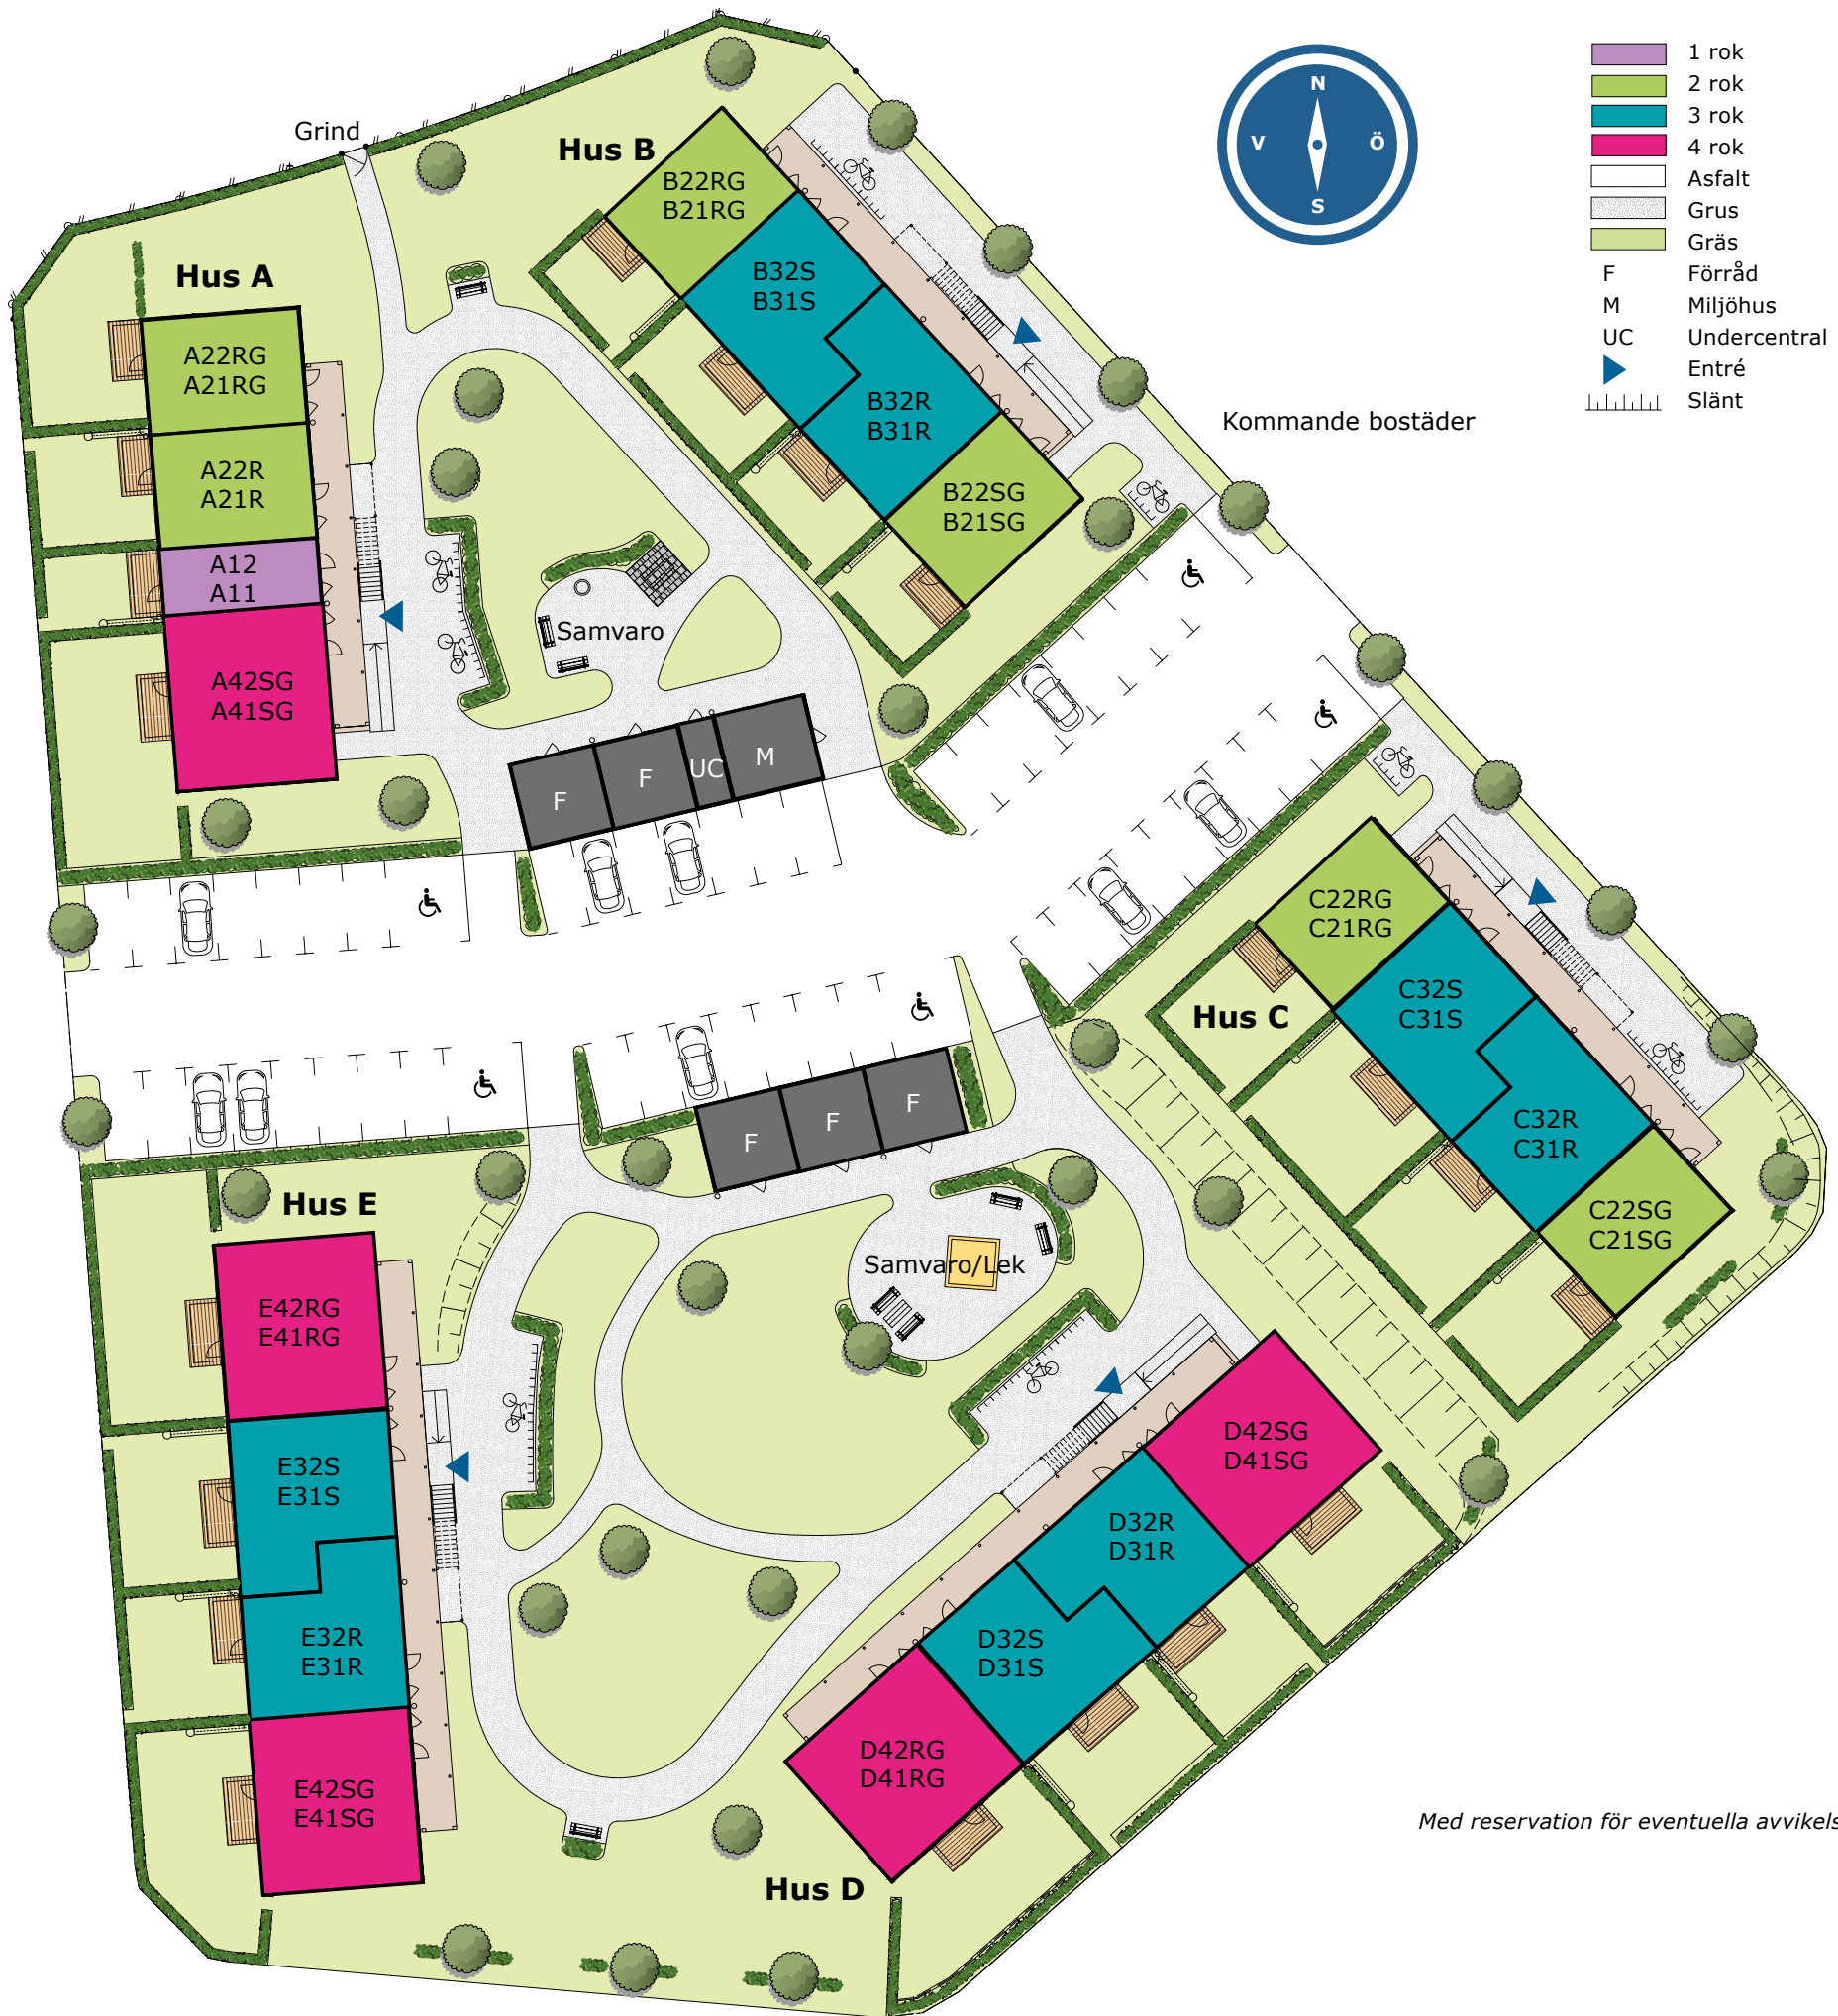 Grind
Hus B
B22RG
B21RG
B32S
B31S
B32R
B31R
B22SG
B21SG
N
V
Ö
S
1 rok
2 rok
3 rok
4 rok
Asfalt
Grus
Gräs
F Förråd
M Miljöhus
UC Undercentral
Entré
Slänt
Kommande bostäder
Hus A
A22RG
A21RG
A22R
A21R
A12
A11
A42SG
A41SG
Samvaro
F
F
UC
M
Hus C
C22RG
C21RG
C32S
C31S
C32R
C31R
C22SG
C21SG
F
F
F
Samvaro/Lek
Hus E
E42RG
E41RG
E32S
E31S
E32R
E31R
E42SG
E41SG
D42SG
D41SG
D32R
D31R
D32S
D31S
D42RG
D41RG
Hus D
Med reservation för eventuella avvikels